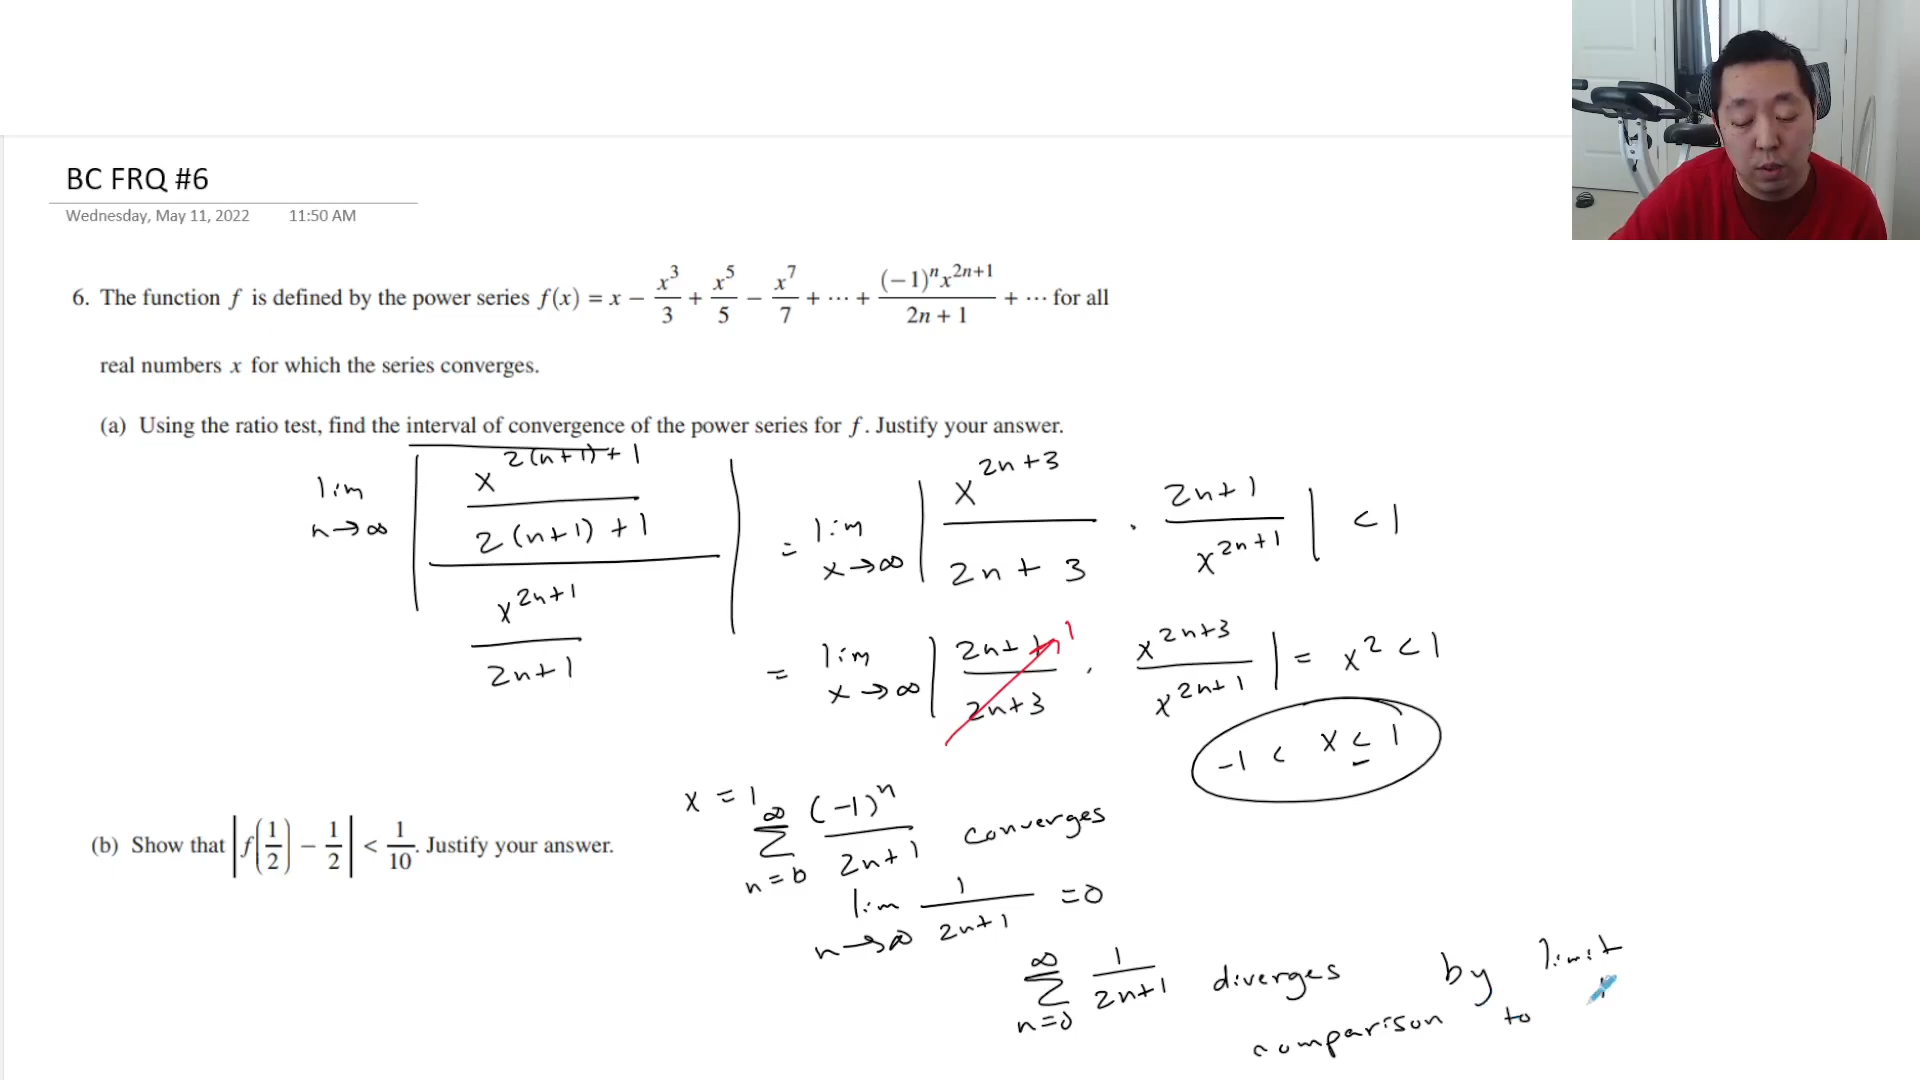 BC FRQ #6
Wednesday, May 11, 2022 11:50 AM
6. The function f is defined by the power series f(x) = x − x³/3 + x⁵/5 − x⁷/7 + ⋯ + (−1)ⁿx²ⁿ⁺¹/(2n + 1) + ⋯ for all
real numbers x for which the series converges.
(a) Using the ratio test, find the interval of convergence of the power series for f. Justify your answer.
lim n→∞ | (x^(2(n+1)+1) / (2(n+1)+1)) / (x^(2n+1) / (2n+1)) | = lim x→∞ | x^(2n+3) / (2n+3) · (2n+1) / x^(2n+1) | < 1
= lim x→∞ | (2n+1)/(2n+3) · x^(2n+3) / x^(2n+1) | = x² < 1
1
-1 < x ≤ 1
x = 1
∞ Σ n=0 (-1)ⁿ / (2n+1) converges
(b) Show that |f(1/2) − 1/2| < 1/10. Justify your answer.
lim n→∞ 1/(2n+1) = 0
∞ Σ n=0 1/(2n+1) diverges by limit
comparison to